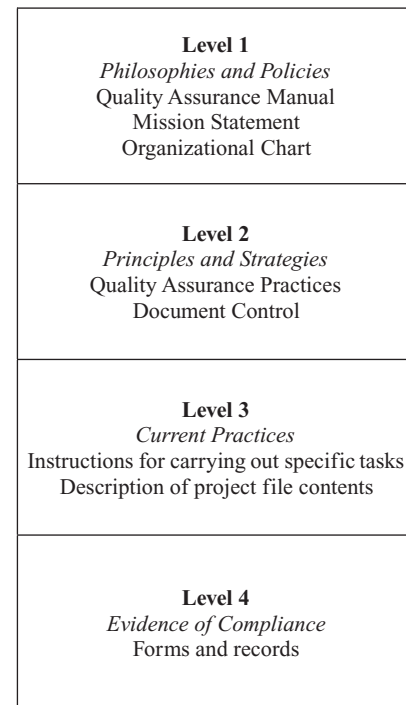 Level 1
Philosophies and Policies
Quality Assurance Manual
Mission Statement
Organizational Chart
Level 2
Principles and Strategies
Quality Assurance Practices
Document Control
Level 3
Current Practices
Instructions for carrying out specific tasks
Description of project file contents
Level 4
Evidence of Compliance
Forms and records